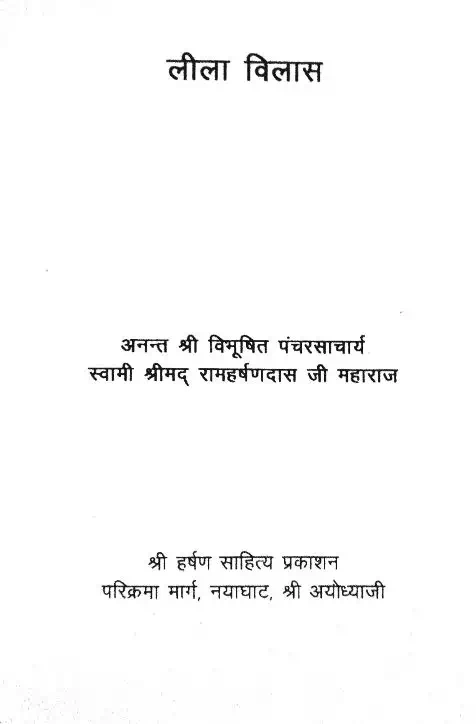 लीला विलास
अनन्त श्री विभूषित पंचरसाचार्य
स्वामी श्रीमद् रामहर्षणदास जी महाराज
श्री हर्षण साहित्य प्रकाशन
परिक्रमा मार्ग, नयाघाट, श्री अयोध्याजी